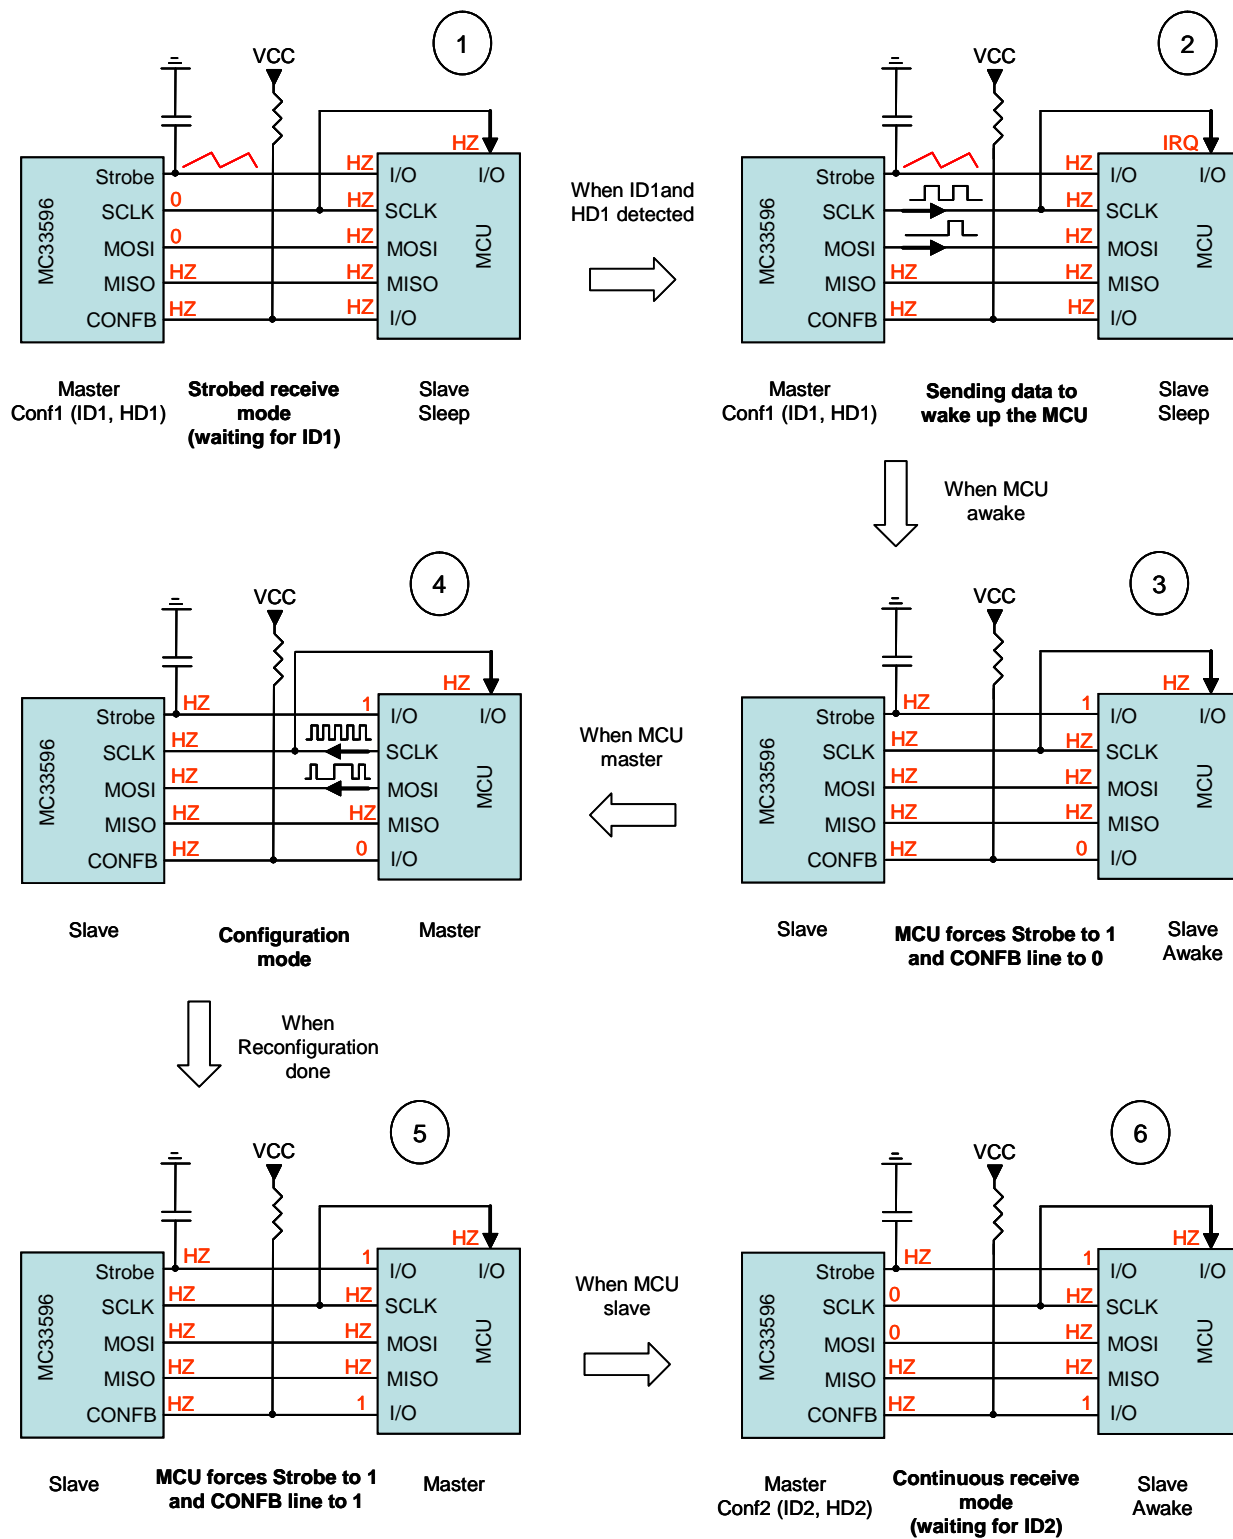 1
VCC
HZ
HZ
Strobe
I/O
I/O
0
HZ
SCLK
SCLK
0
HZ
MOSI
MOSI
HZ
HZ
MISO
MISO
HZ
HZ
CONFB
I/O
MC33596
MCU
Master
Conf1 (ID1, HD1)
Strobed receive
mode
(waiting for ID1)
Slave
Sleep
When ID1and
HD1 detected
2
VCC
IRQ
HZ
Strobe
I/O
I/O
HZ
SCLK
SCLK
HZ
MOSI
MOSI
HZ
HZ
MISO
MISO
HZ
HZ
CONFB
I/O
MC33596
MCU
Master
Conf1 (ID1, HD1)
Sending data to
wake up the MCU
Slave
Sleep
When MCU
awake
3
VCC
HZ
HZ
1
Strobe
I/O
I/O
HZ
HZ
SCLK
SCLK
HZ
HZ
MOSI
MOSI
HZ
HZ
MISO
MISO
HZ
0
CONFB
I/O
MC33596
MCU
Slave
MCU forces Strobe to 1
and CONFB line to 0
Slave
Awake
When MCU
master
4
VCC
HZ
HZ
1
Strobe
I/O
I/O
HZ
SCLK
SCLK
HZ
MOSI
MOSI
HZ
HZ
MISO
MISO
HZ
0
CONFB
I/O
MC33596
MCU
Slave
Configuration
mode
Master
When
Reconfiguration
done
5
VCC
HZ
HZ
1
Strobe
I/O
I/O
HZ
HZ
SCLK
SCLK
HZ
HZ
MOSI
MOSI
HZ
HZ
MISO
MISO
HZ
1
CONFB
I/O
MC33596
MCU
Slave
MCU forces Strobe to 1
and CONFB line to 1
Master
When MCU
slave
6
VCC
HZ
HZ
1
Strobe
I/O
I/O
0
HZ
SCLK
SCLK
0
HZ
MOSI
MOSI
HZ
HZ
MISO
MISO
HZ
1
CONFB
I/O
MC33596
MCU
Master
Conf2 (ID2, HD2)
Continuous receive
mode
(waiting for ID2)
Slave
Awake